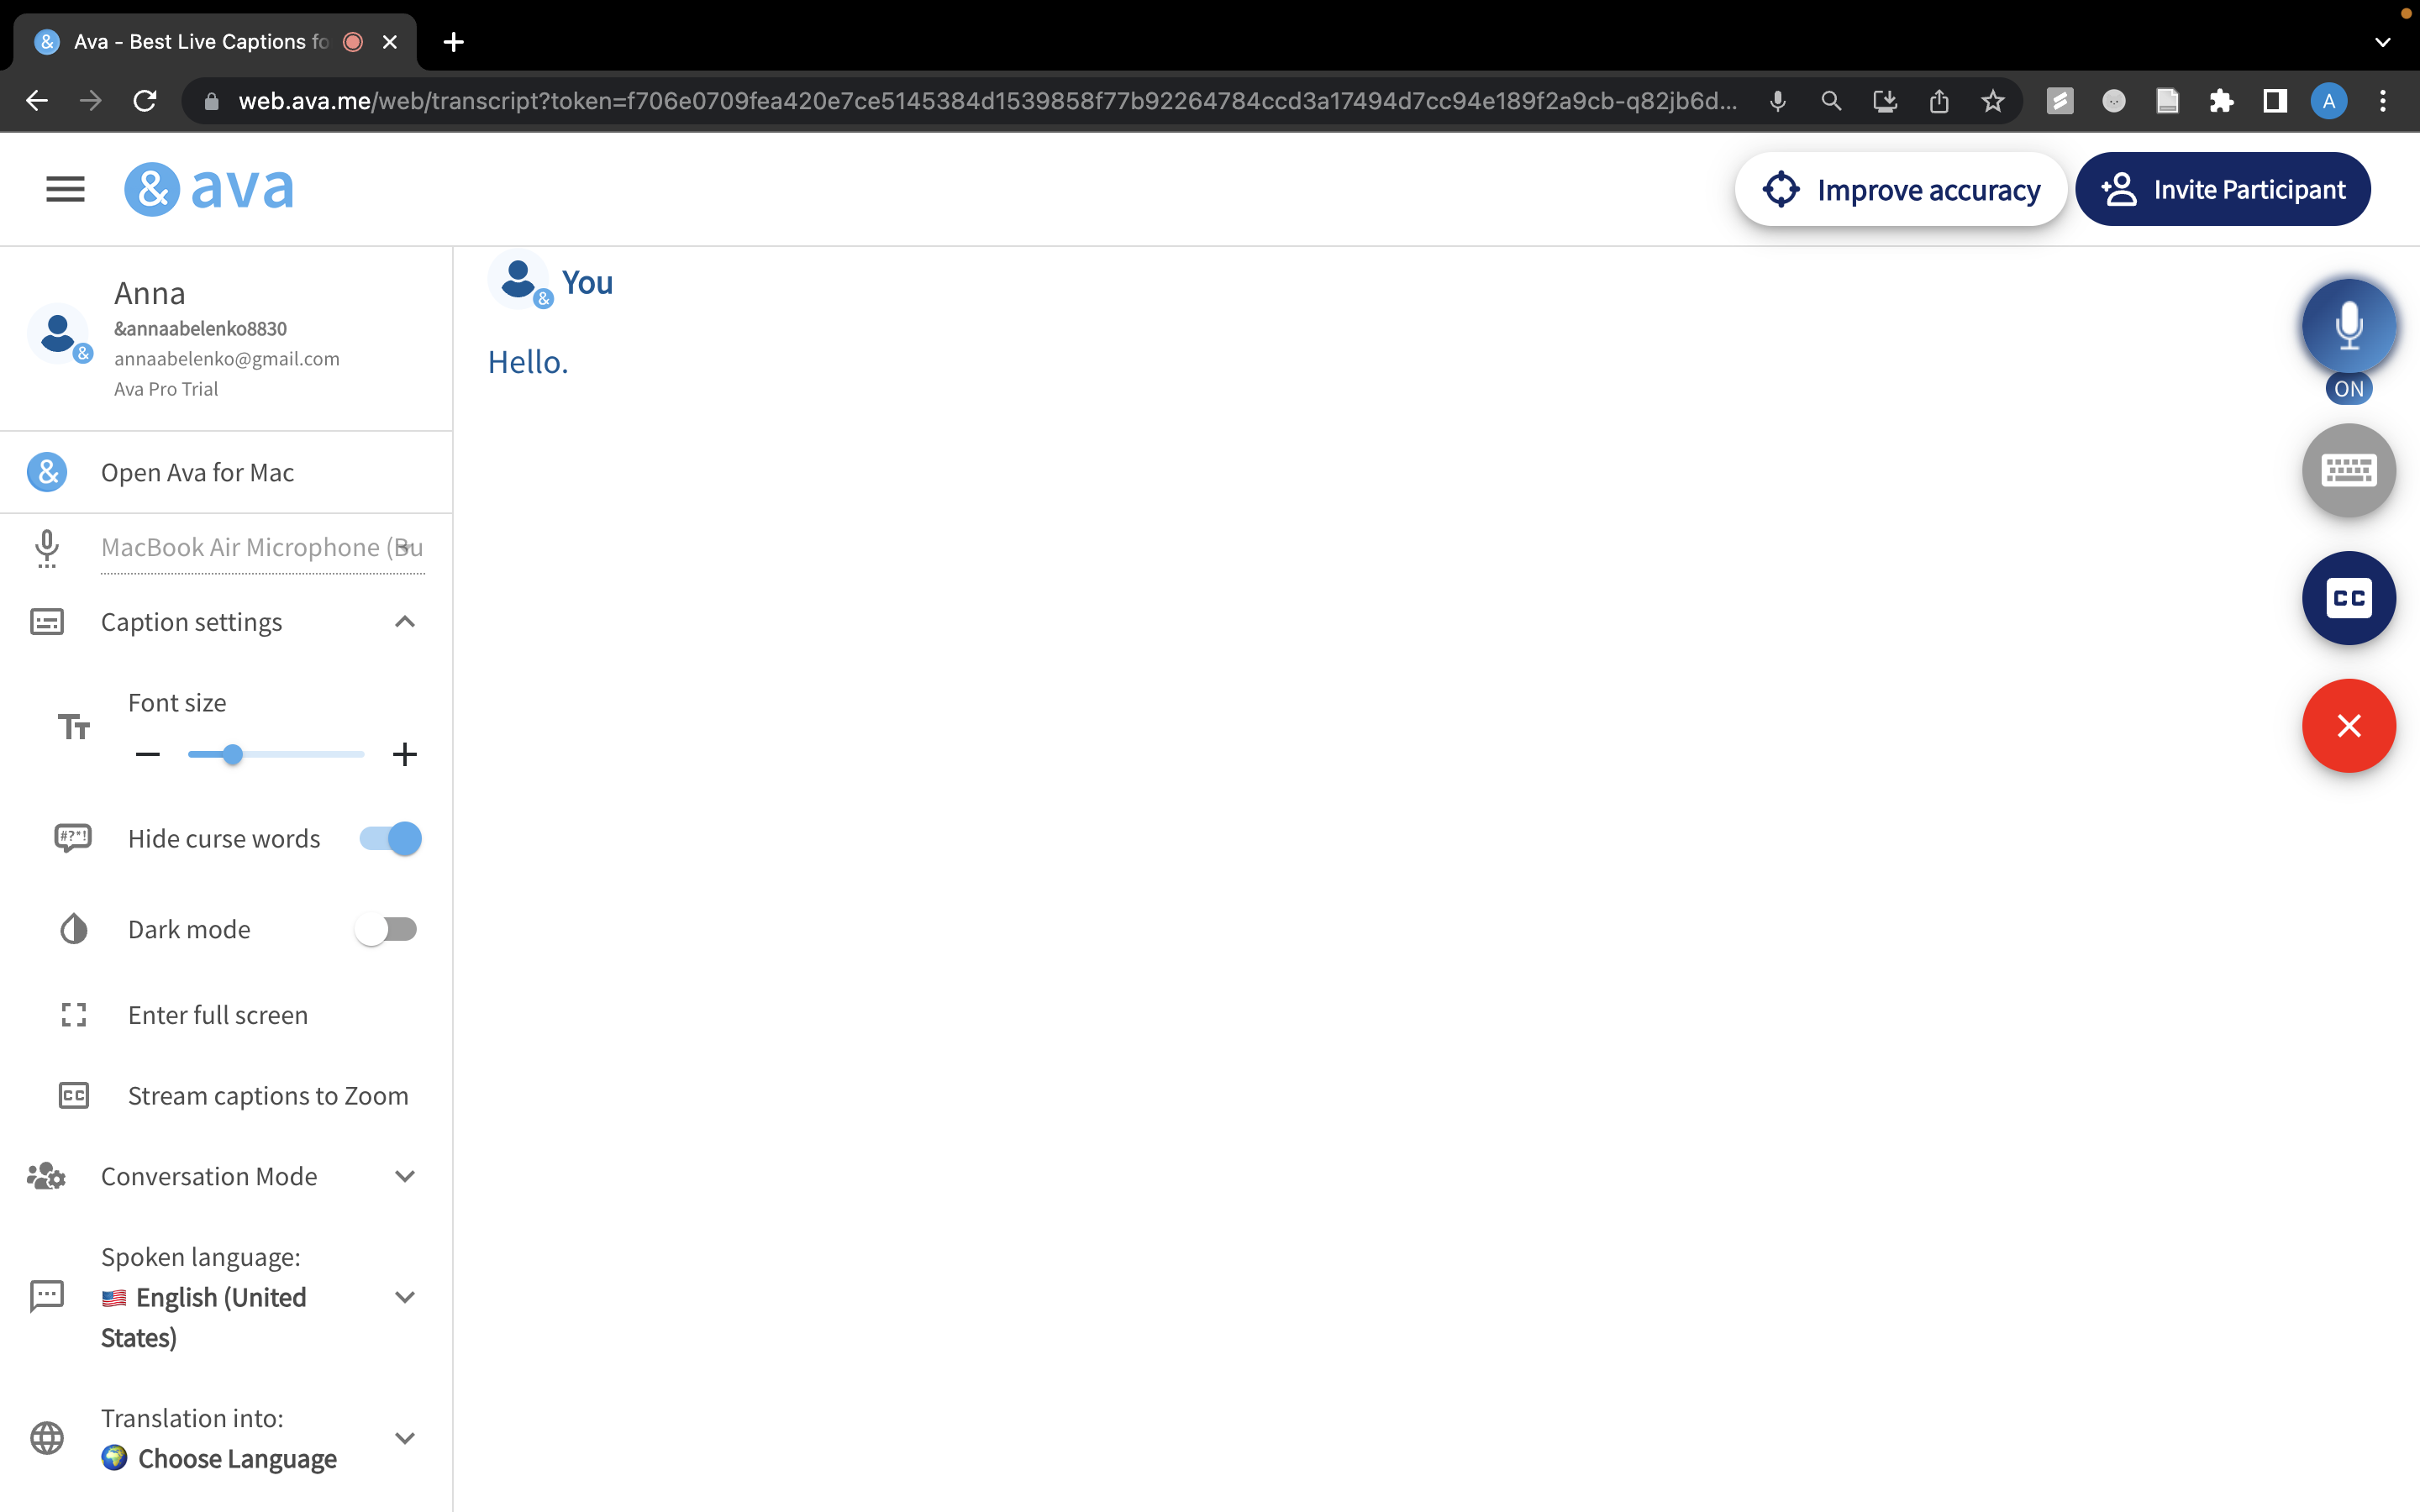 Ava - Best Live Captions fo
web.ava.me/web/transcript?token=f706e0709fea420e7ce5145384d1539858f77b92264784ccd3a17494d7cc94e189f2a9cb-q82jb6d...
A
& ava
Improve accuracy
Invite Participant
Anna
&annaabelenko8830
annaabelenko@gmail.com
Ava Pro Trial
Open Ava for Mac
MacBook Air Microphone (Bu
Caption settings
Font size
#?*!
Hide curse words
Dark mode
Enter full screen
CC
Stream captions to Zoom
Conversation Mode
Spoken language:
🇺🇸 English (United
States)
Translation into:
🌍 Choose Language
You
Hello.
ON
CC